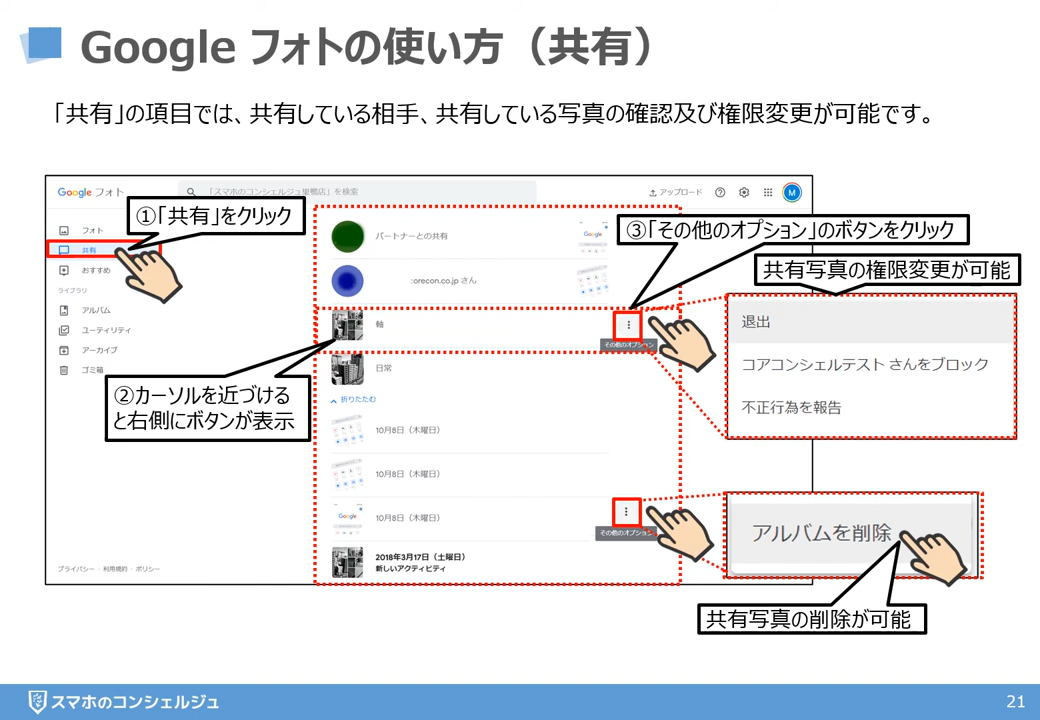 Google フォトの使い方（共有）
「共有」の項目では、共有している相手、共有している写真の確認及び権限変更が可能です。
Google フォト
「スマホのコンシェルジュ巣鴨店」を検索
アップロード
M
①「共有」をクリック
③「その他のオプション」のボタンをクリック
共有写真の権限変更が可能
フォト
共有
おすすめ
ライブラリ
アルバム
ユーティリティ
アーカイブ
ゴミ箱
②カーソルを近づける
と右側にボタンが表示
パートナーとの共有
:orecon.co.jp さん
軸
その他のオプション
日常
折りたたむ
10月8日（木曜日）
10月8日（木曜日）
Google
10月8日（木曜日）
その他のオプション
2018年3月17日（土曜日）
新しいアクティビティ
退出
コアコンシェルテスト さんをブロック
不正行為を報告
アルバムを削除
共有写真の削除が可能
プライバシー・利用規約・ポリシー
スマホのコンシェルジュ
21